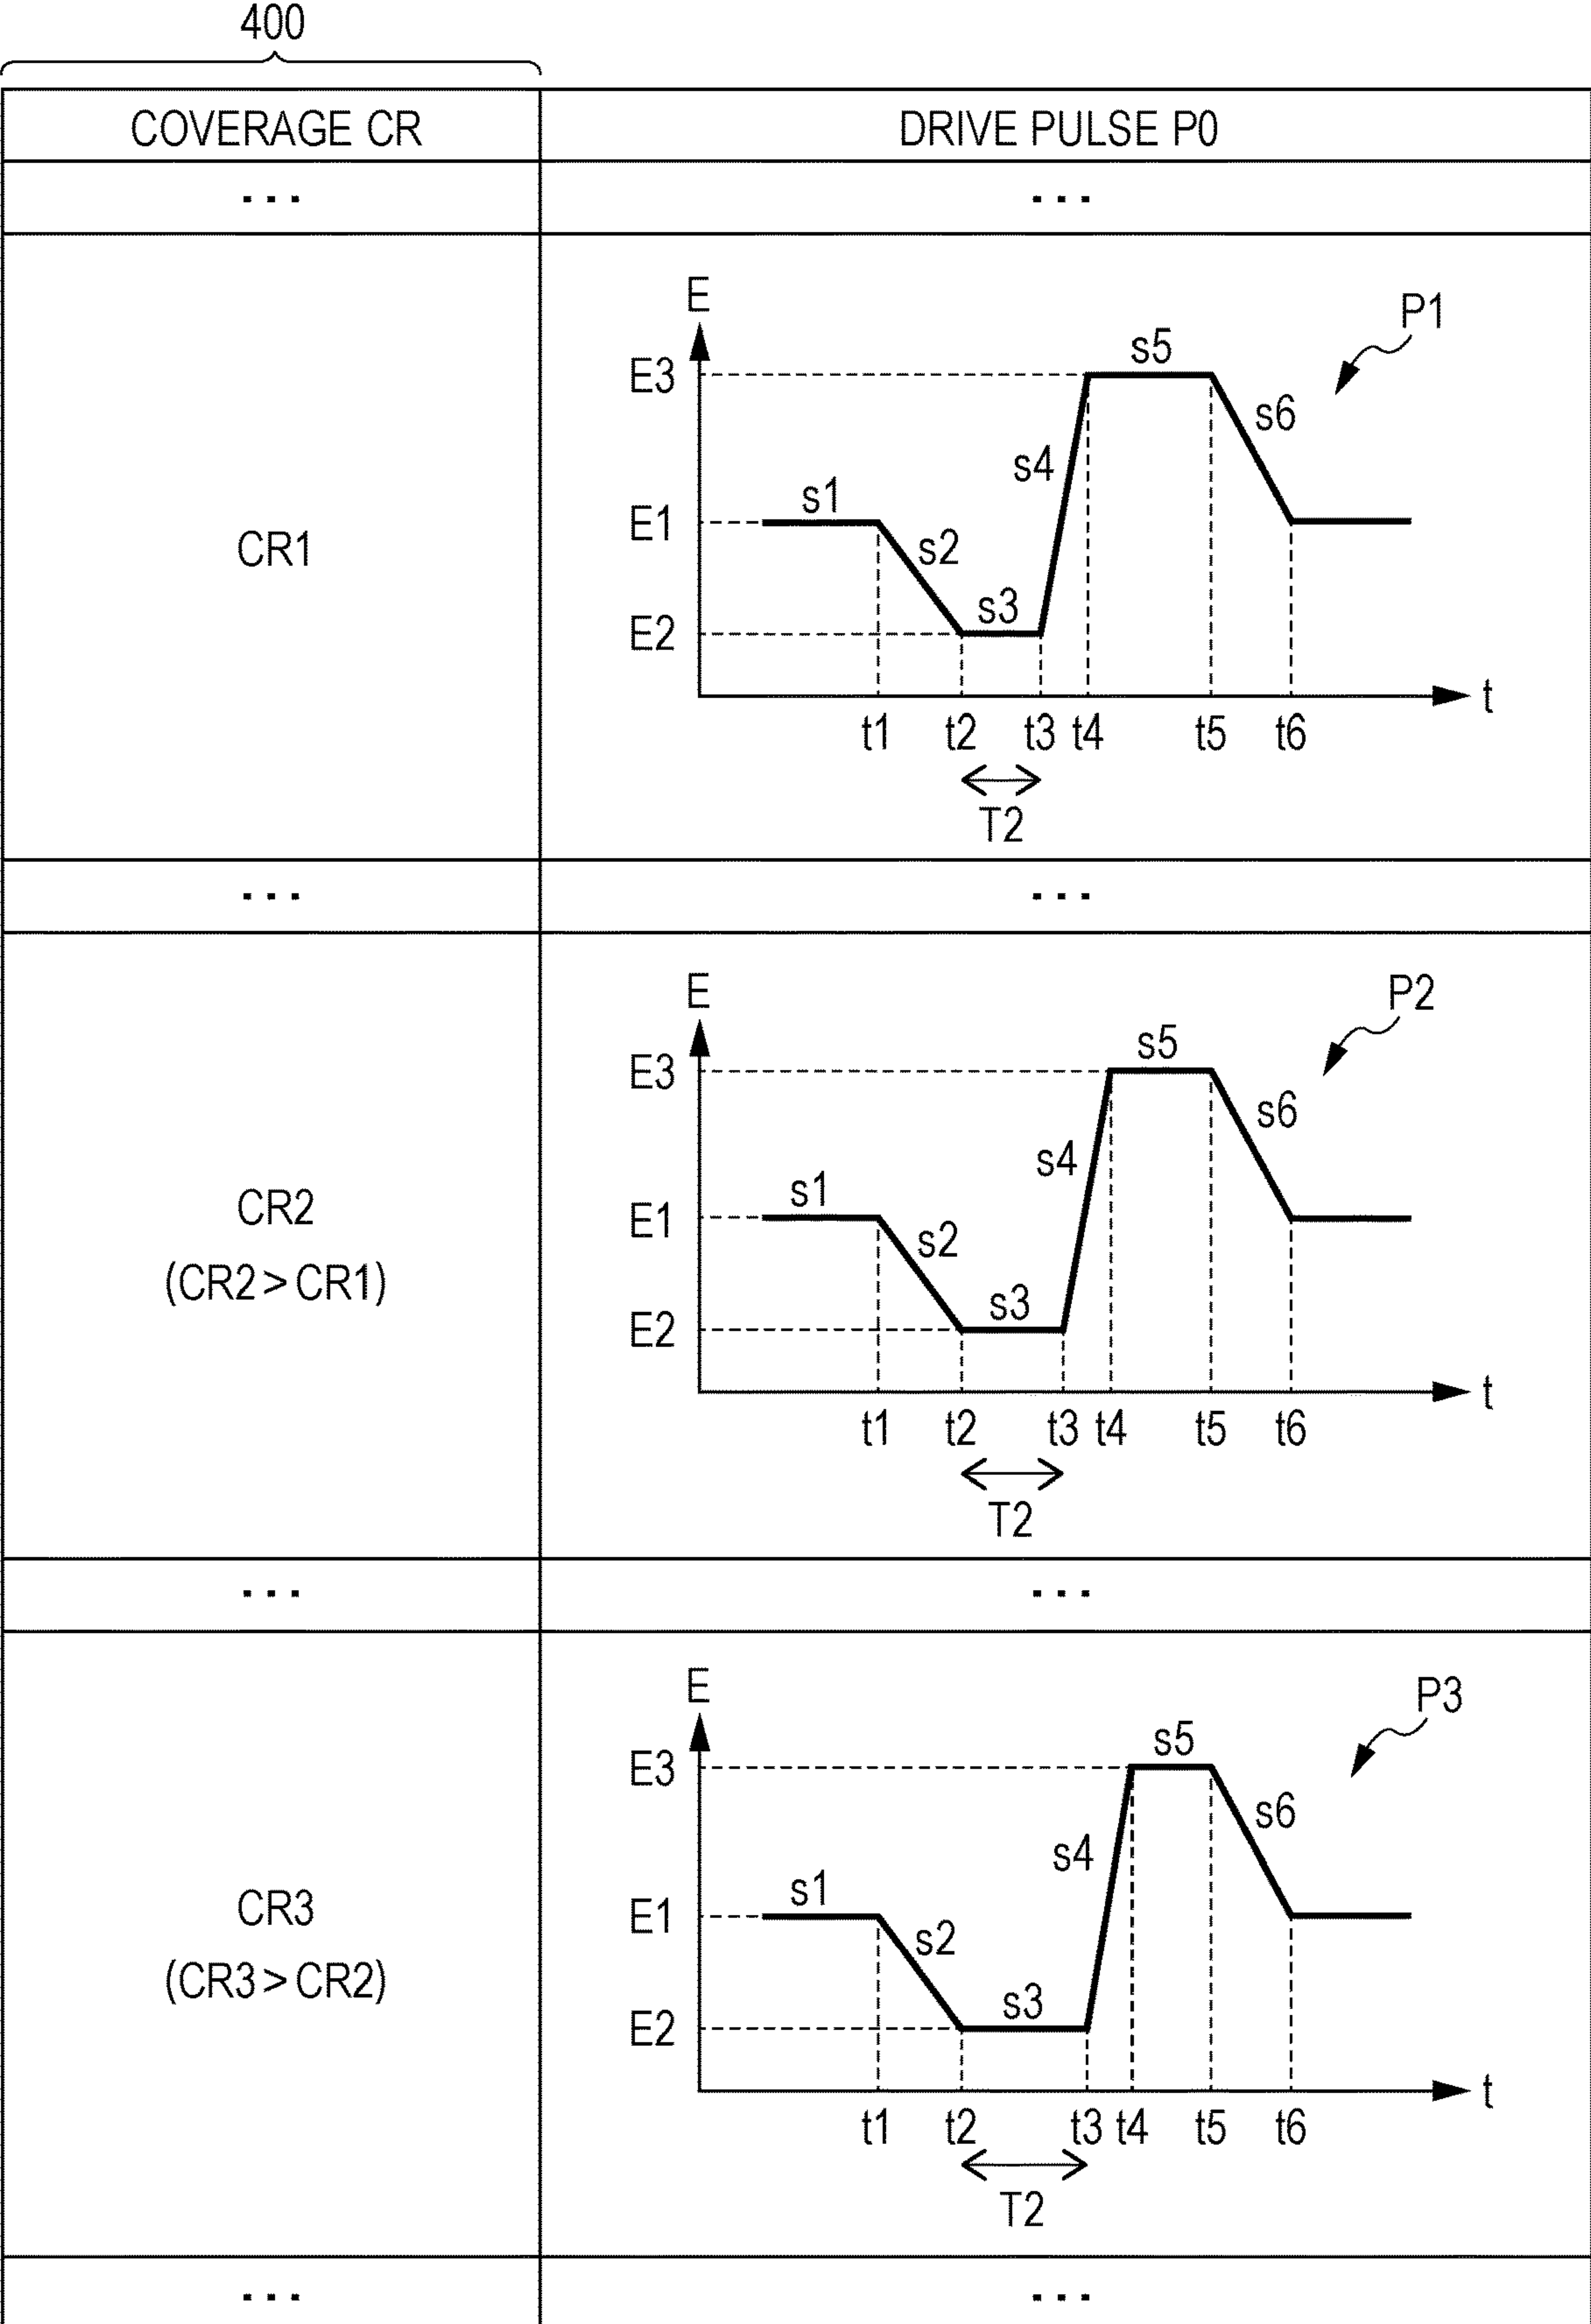 400
COVERAGE CR
DRIVE PULSE P0
...
...
CR1
E
P1
E3
s5
s6
s4
E1
s1
s2
s3
E2
t1 t2 t3 t4 t5 t6
t
T2
...
...
CR2
(CR2 > CR1)
E
P2
E3
s5
s6
s4
E1
s1
s2
s3
E2
t1 t2 t3 t4 t5 t6
t
T2
...
...
CR3
(CR3 > CR2)
E
P3
E3
s5
s6
s4
E1
s1
s2
s3
E2
t1 t2 t3 t4 t5 t6
t
T2
...
...